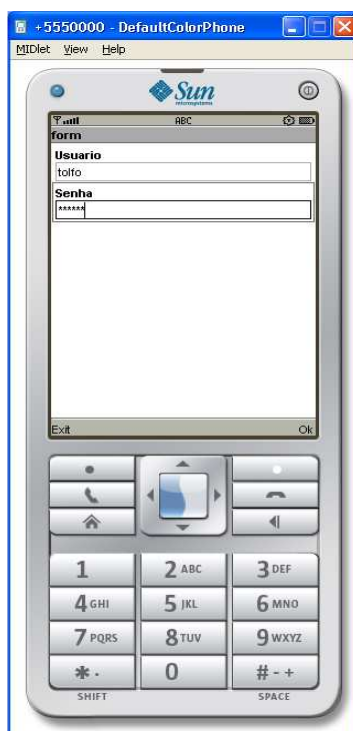 +5550000 - DefaultColorPhone
MIDlet View Help
Sun
microsystems
ABC
form
Usuario
tolfo
Senha
******
Exit Ok
1 2 ABC 3 DEF
4 GHI 5 JKL 6 MNO
7 PQRS 8 TUV 9 WXYZ
* . 0 # - +
SHIFT SPACE